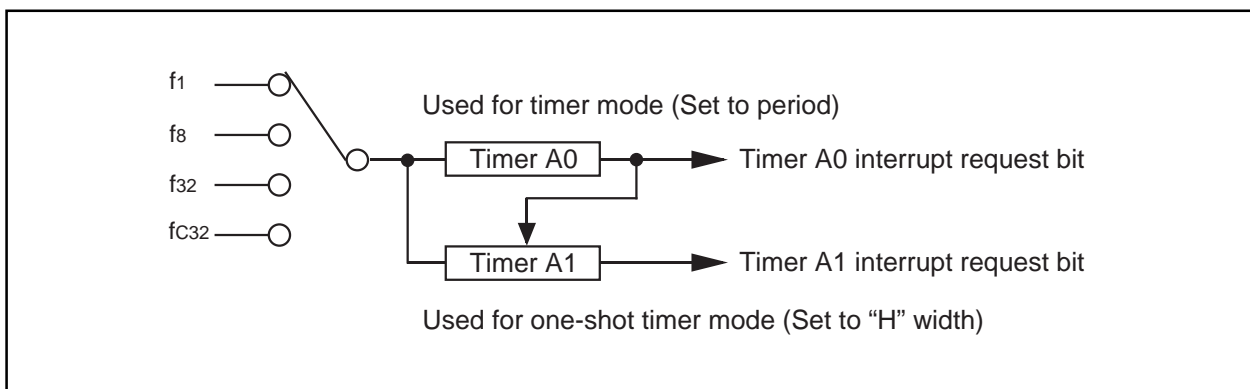 f1
Used for timer mode (Set to period)
f8
Timer A0
Timer A0 interrupt request bit
f32
fC32
Timer A1
Timer A1 interrupt request bit
Used for one-shot timer mode (Set to “H” width)